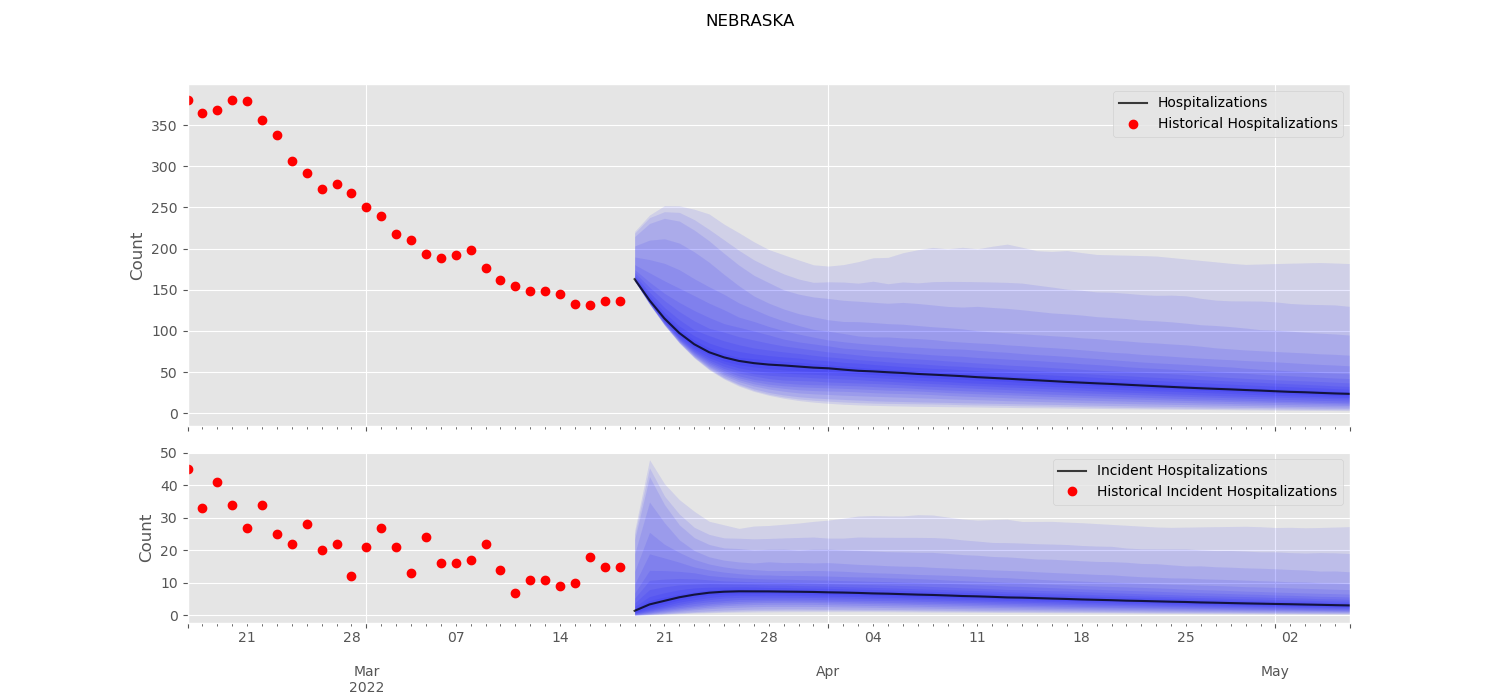 NEBRASKA
Hospitalizations
Historical Hospitalizations
Count
350
300
250
200
150
100
50
0
Incident Hospitalizations
Historical Incident Hospitalizations
Count
50
40
30
20
10
0
21 28 07 14 21 28 04 11 18 25 02
Mar Apr May
2022